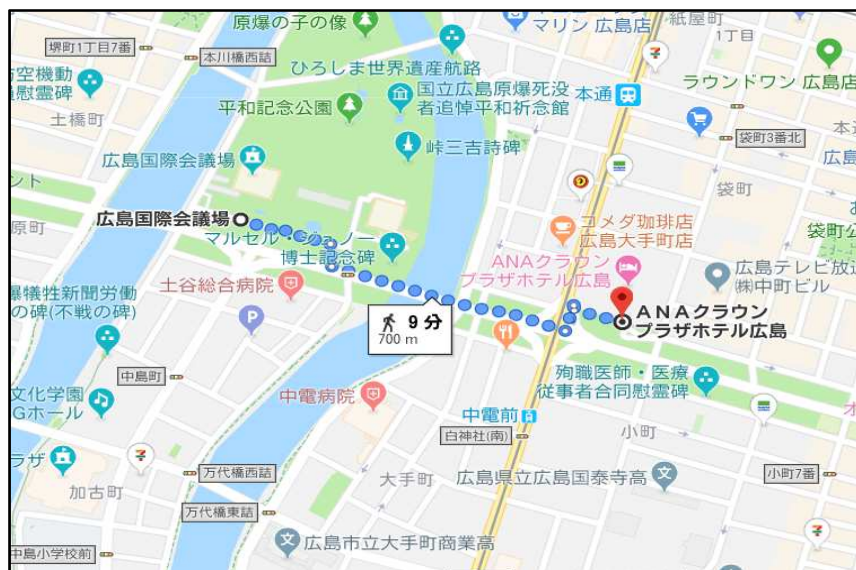 原爆の子の像
マリン 広島店
紙屋町
1丁目
堺町1丁目7番
本川橋西詰
ひろしま世界遺産航路
ラウンドワン 広島店
防空機動
慰霊碑
土橋町
平和記念公園
国立広島原爆死没
者追悼平和祈念館
本通
袋町3番北
広島国際会議場
峠三吉詩碑
袋町
広島国際会議場
コメダ珈琲店
広島大手町店
袋町公
マルセル・ジュノー
博士記念碑
ANAクラウン
プラザホテル広島
広島テレビ放送
㈱中町ビル
土谷総合病院
爆犠牲新聞労働
の碑(不戦の碑)
9 分
700 m
ANAクラウン
プラザホテル広島
殉職医師・医療
従事者合同慰霊碑
中島町
文化学園
Gホール
中電病院
中電前
白神社(南)
小町
ラザ
加古町
万代橋西詰
大手町
広島県立広島国泰寺高
小町7番
万代橋東詰
中島小学校前
広島市立大手町商業高